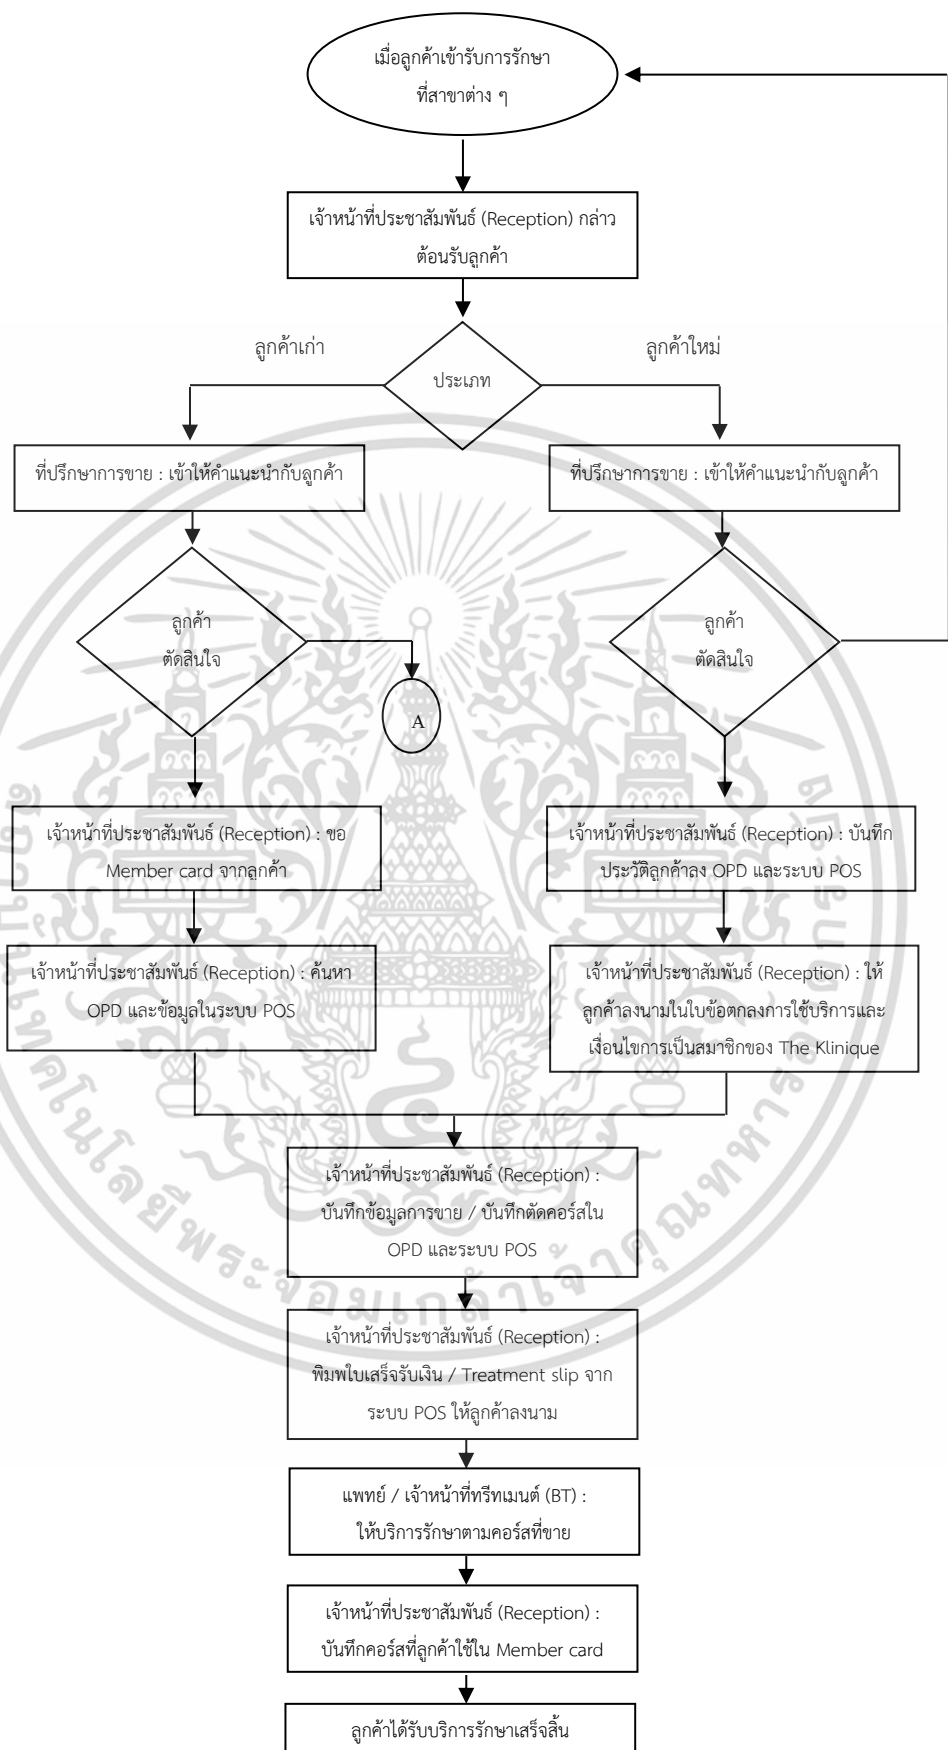 เมื่อลูกค้าเข้ารับการรักษา
ที่สาขาต่าง ๆ
เจ้าหน้าที่ประชาสัมพันธ์ (Reception) กล่าว
ต้อนรับลูกค้า
ลูกค้าเก่า
ลูกค้าใหม่
ประเภท
ที่ปรึกษาการขาย : เข้าให้คำแนะนำกับลูกค้า
ที่ปรึกษาการขาย : เข้าให้คำแนะนำกับลูกค้า
ลูกค้า
ตัดสินใจ
ลูกค้า
ตัดสินใจ
A
เจ้าหน้าที่ประชาสัมพันธ์ (Reception) : ขอ
Member card จากลูกค้า
เจ้าหน้าที่ประชาสัมพันธ์ (Reception) : บันทึก
ประวัติลูกค้าลง OPD และระบบ POS
เจ้าหน้าที่ประชาสัมพันธ์ (Reception) : ค้นหา
OPD และข้อมูลในระบบ POS
เจ้าหน้าที่ประชาสัมพันธ์ (Reception) : ให้
ลูกค้าลงนามในใบข้อตกลงการใช้บริการและ
เงื่อนไขการเป็นสมาชิกของ The Klinique
เจ้าหน้าที่ประชาสัมพันธ์ (Reception) :
บันทึกข้อมูลการขาย / บันทึกตัดคอร์สใน
OPD และระบบ POS
เจ้าหน้าที่ประชาสัมพันธ์ (Reception) :
พิมพ์ใบเสร็จรับเงิน / Treatment slip จาก
ระบบ POS ให้ลูกค้าลงนาม
แพทย์ / เจ้าหน้าที่ทรีทเมนต์ (BT) :
ให้บริการรักษาตามคอร์สที่ขาย
เจ้าหน้าที่ประชาสัมพันธ์ (Reception) :
บันทึกคอร์สที่ลูกค้าใช้ใน Member card
ลูกค้าได้รับบริการรักษาเสร็จสิ้น
พระจอมเกล้าเจ้าคุณทหาร